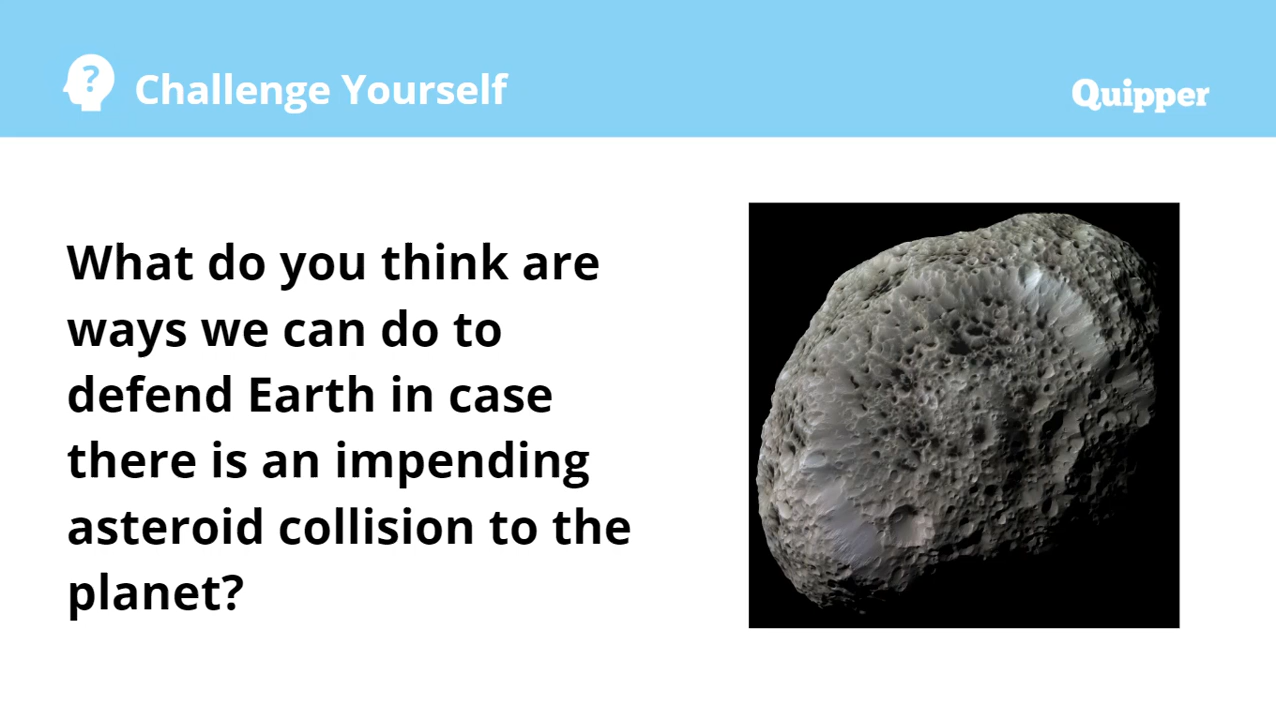 ?
Challenge Yourself
Quipper
What do you think are
ways we can do to
defend Earth in case
there is an impending
asteroid collision to the
planet?